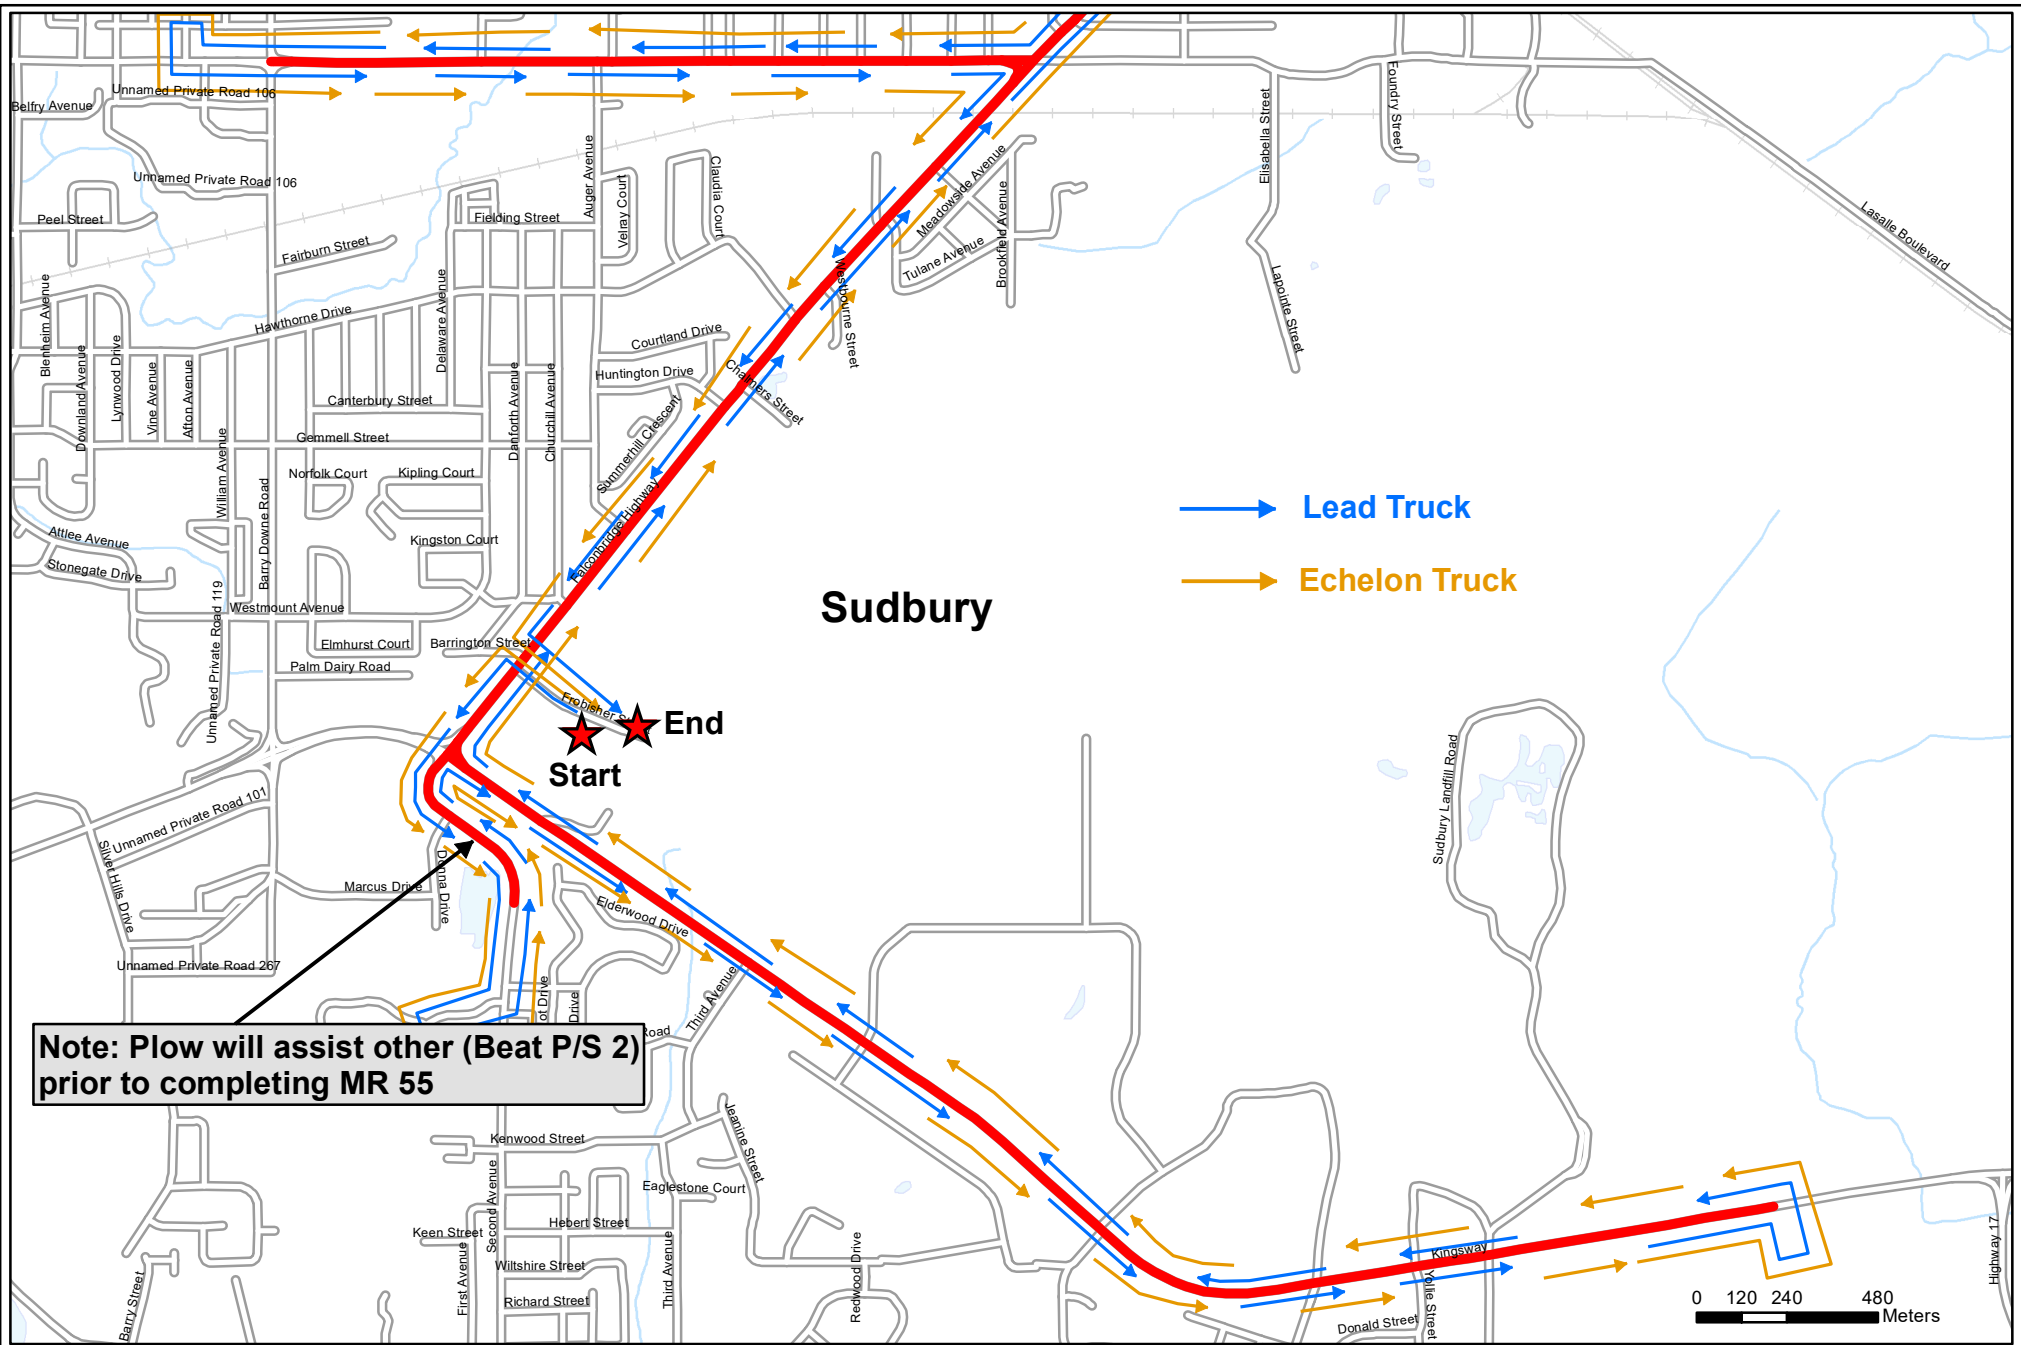 Unnamed Private Road 106
Belfry Avenue
Unnamed Private Road 106
Peel Street
Fairburn Street
Fielding Street
Auger Avenue
Velray Court
Claudia Court
Meadowside Avenue
Tulane Avenue
Brookfield Avenue
Elisabella Street
Foundry Street
Lapointe Street
Lasalle Boulevard
Westbourne Street
Blenheim Avenue
Downland Avenue
Lynwood Drive
Vine Avenue
Afton Avenue
Hawthorne Drive
Delaware Avenue
Courtland Drive
Huntington Drive
Chalmers Street
Canterbury Street
Gemmell Street
Danforth Avenue
Churchill Avenue
Summerhill Crescent
Norfolk Court
Kipling Court
William Avenue
Barry Downe Road
Falconbridge Highway
Attlee Avenue
Stonegate Drive
Kingston Court
Westmount Avenue
Unnamed Private Road 119
Elmhurst Court
Barrington Street
Palm Dairy Road
Lead Truck
Echelon Truck
Sudbury
Frobisher St
End
Start
Unnamed Private Road 101
Silver Hills Drive
Marcus Drive
Donna Drive
Elderwood Drive
Unnamed Private Road 267
Third Avenue
ot Drive
Drive
Road
Sudbury Landfill Road
Note: Plow will assist other (Beat P/S 2)
prior to completing MR 55
Kenwood Street
Jeanine Street
Second Avenue
Eaglestone Court
Hebert Street
Keen Street
Wiltshire Street
Richard Street
First Avenue
Third Avenue
Barry Street
Redwood Drive
Kingsway
Yollie Street
Donald Street
Highway 17
0 120 240 480
Meters